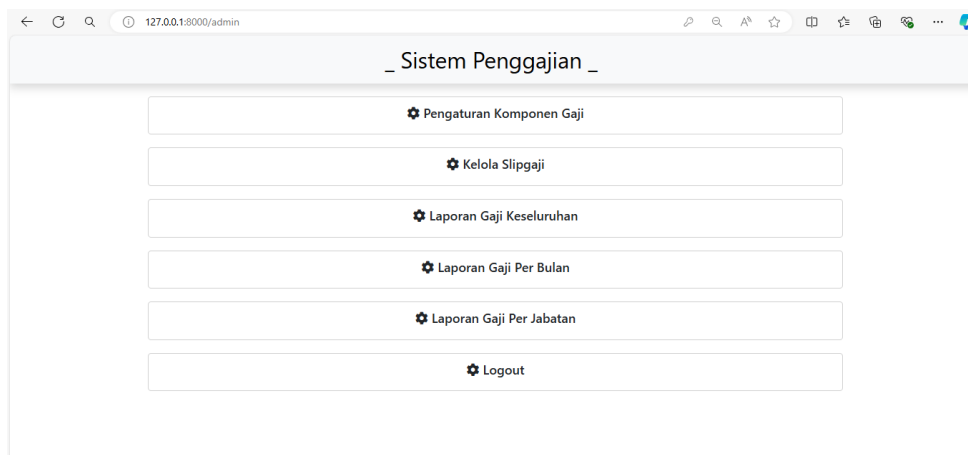 127.0.0.1:8000/admin
_ Sistem Penggajian _
Pengaturan Komponen Gaji
Kelola Slipgaji
Laporan Gaji Keseluruhan
Laporan Gaji Per Bulan
Laporan Gaji Per Jabatan
Logout